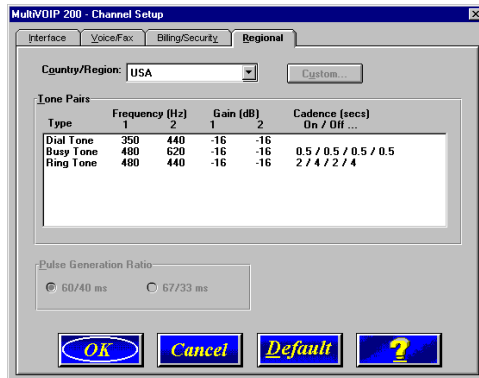 MultiVOIP 200 - Channel Setup
Interface Voice/Fax Billing/Security Regional
Country/Region: USA Custom...
Tone Pairs
Frequency (Hz) Gain (dB) Cadence (secs)
Type 1 2 1 2 On / Off ...
Dial Tone 350 440 -16 -16
Busy Tone 480 620 -16 -16 0.5 / 0.5 / 0.5 / 0.5
Ring Tone 480 440 -16 -16 2 / 4 / 2 / 4
Pulse Generation Ratio
60/40 ms 67/33 ms
OK Cancel Default ?